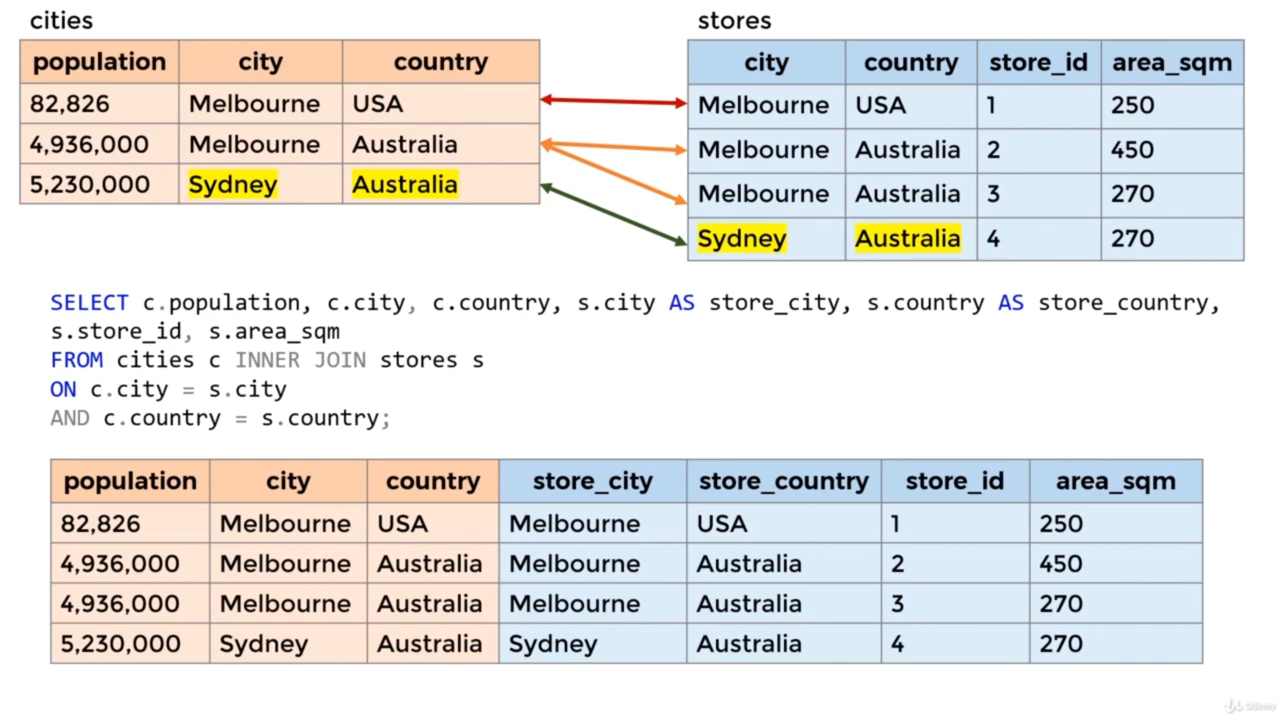 cities
stores
population city country
82,826 Melbourne USA
4,936,000 Melbourne Australia
5,230,000 Sydney Australia
city country store_id area_sqm
Melbourne USA 1 250
Melbourne Australia 2 450
Melbourne Australia 3 270
Sydney Australia 4 270
SELECT c.population, c.city, c.country, s.city AS store_city, s.country AS store_country,
s.store_id, s.area_sqm
FROM cities c INNER JOIN stores s
ON c.city = s.city
AND c.country = s.country;
population city country store_city store_country store_id area_sqm
82,826 Melbourne USA Melbourne USA 1 250
4,936,000 Melbourne Australia Melbourne Australia 2 450
4,936,000 Melbourne Australia Melbourne Australia 3 270
5,230,000 Sydney Australia Sydney Australia 4 270
Udemy